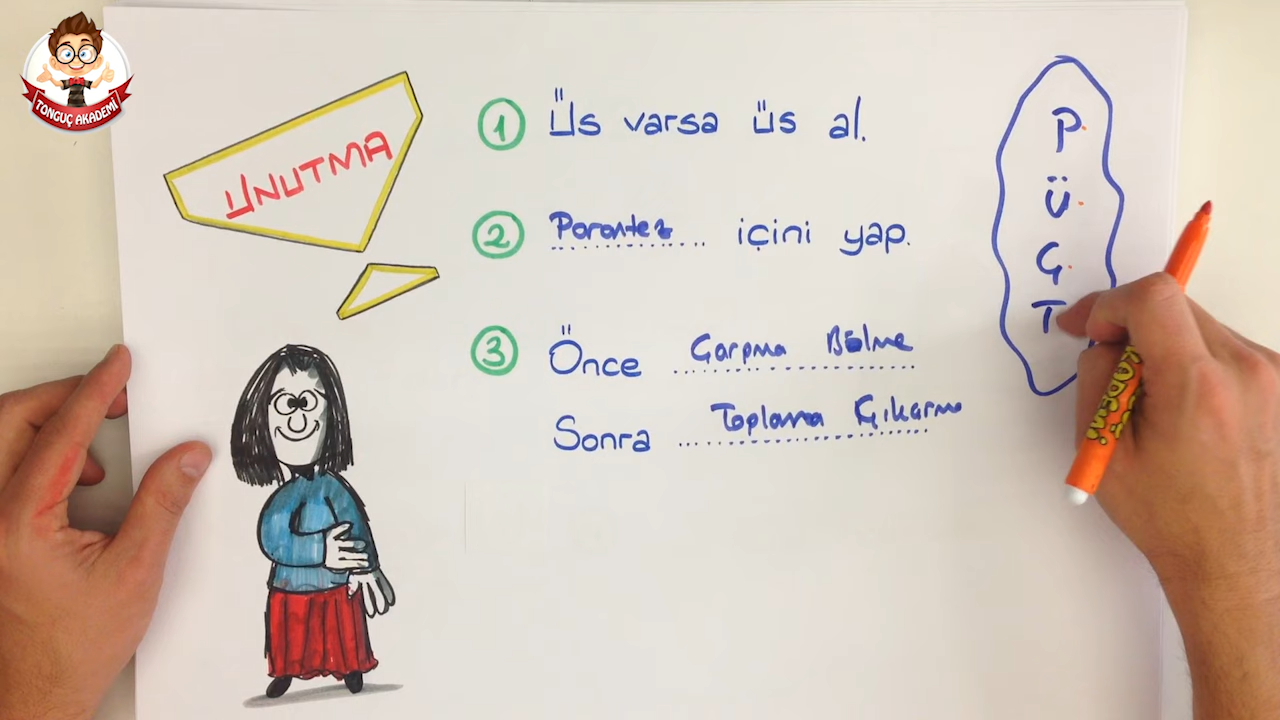 TONGUÇ AKADEMİ
UNUTMA
1 Üs varsa üs al.
2 Parantez içini yap.
3 Önce Çarpma Bölme
Sonra Toplama Çıkarma
P.
Ü.
Ç.
T